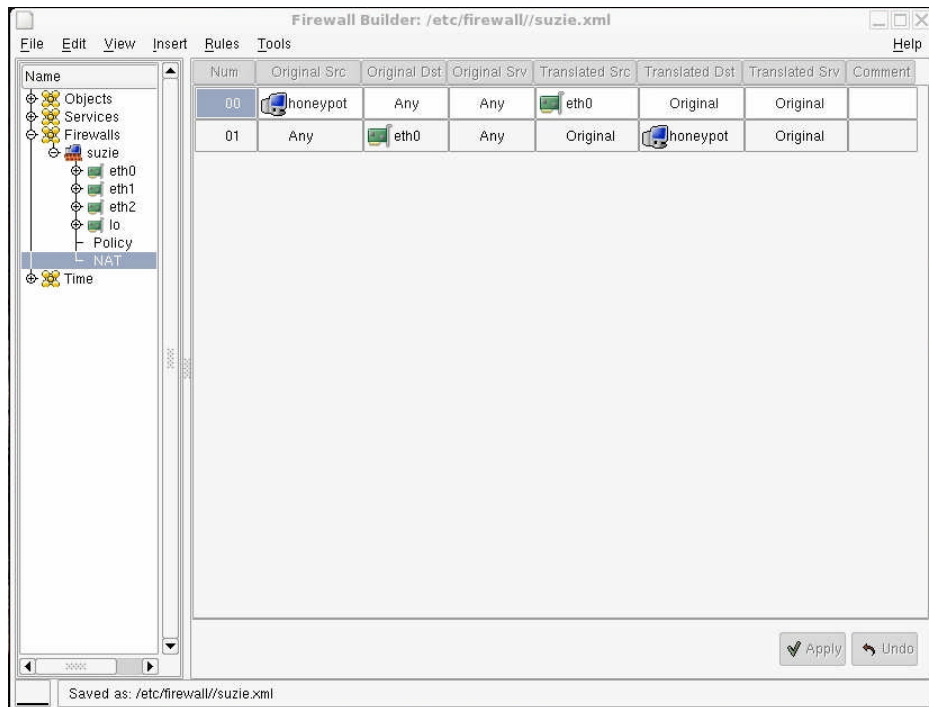 Firewall Builder: /etc/firewall//suzie.xml
File Edit View Insert Rules Tools Help
Name
Objects
Services
Firewalls
suzie
eth0
eth1
eth2
lo
Policy
NAT
Time
Num Original Src Original Dst Original Srv Translated Src Translated Dst Translated Srv Comment
00 honeypot Any Any eth0 Original Original
01 Any eth0 Any Original honeypot Original
Apply Undo
Saved as: /etc/firewall//suzie.xml